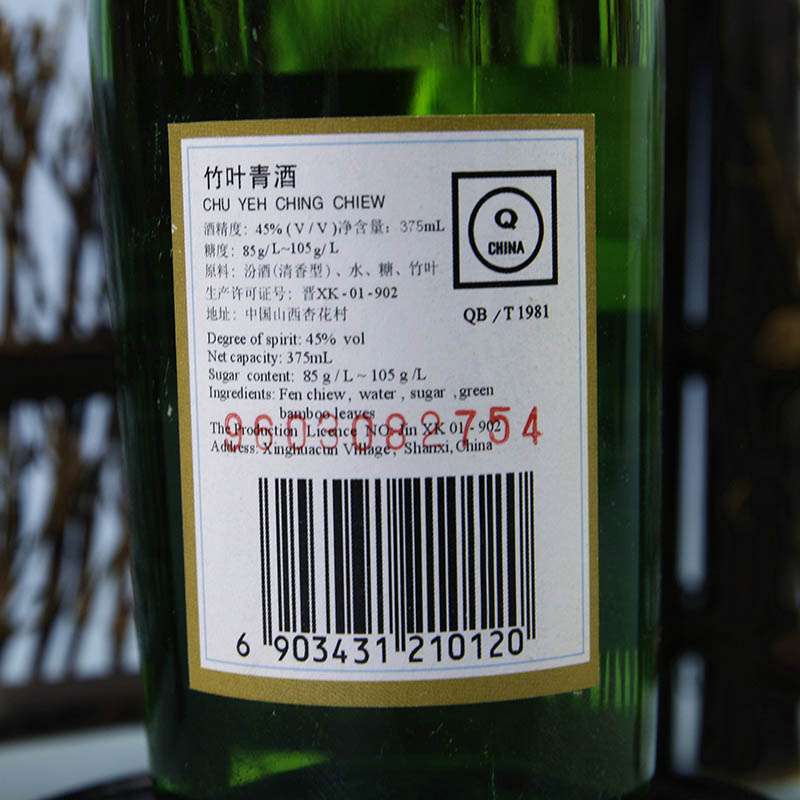 竹叶青酒
CHU YEH CHING CHIEW
酒精度: 45% (V/V)净含量: 375mL
糖度: 85g/L~105g/L
原料: 汾酒(清香型)、水、糖、竹叶
生产许可证号: 晋XK-01-902
地址: 中国山西杏花村
Q
CHINA
QB/T1981
Degree of spirit: 45% vol
Net capacity: 375mL
Sugar content: 85 g/L~105 g/L
Ingredients: Fen chiew, water, sugar, green
bamboo leaves
The Production Licence NO: Jin XK 01-902
Address: Xinghuacun Village, Shanxi, China
9603082754
6 903431 210120